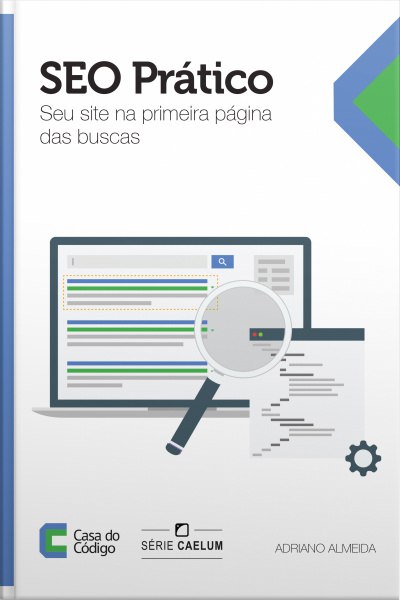 SEO Prático
Seu site na primeira página
das buscas
Casa do
Código
SÉRIE CAELUM
ADRIANO ALMEIDA